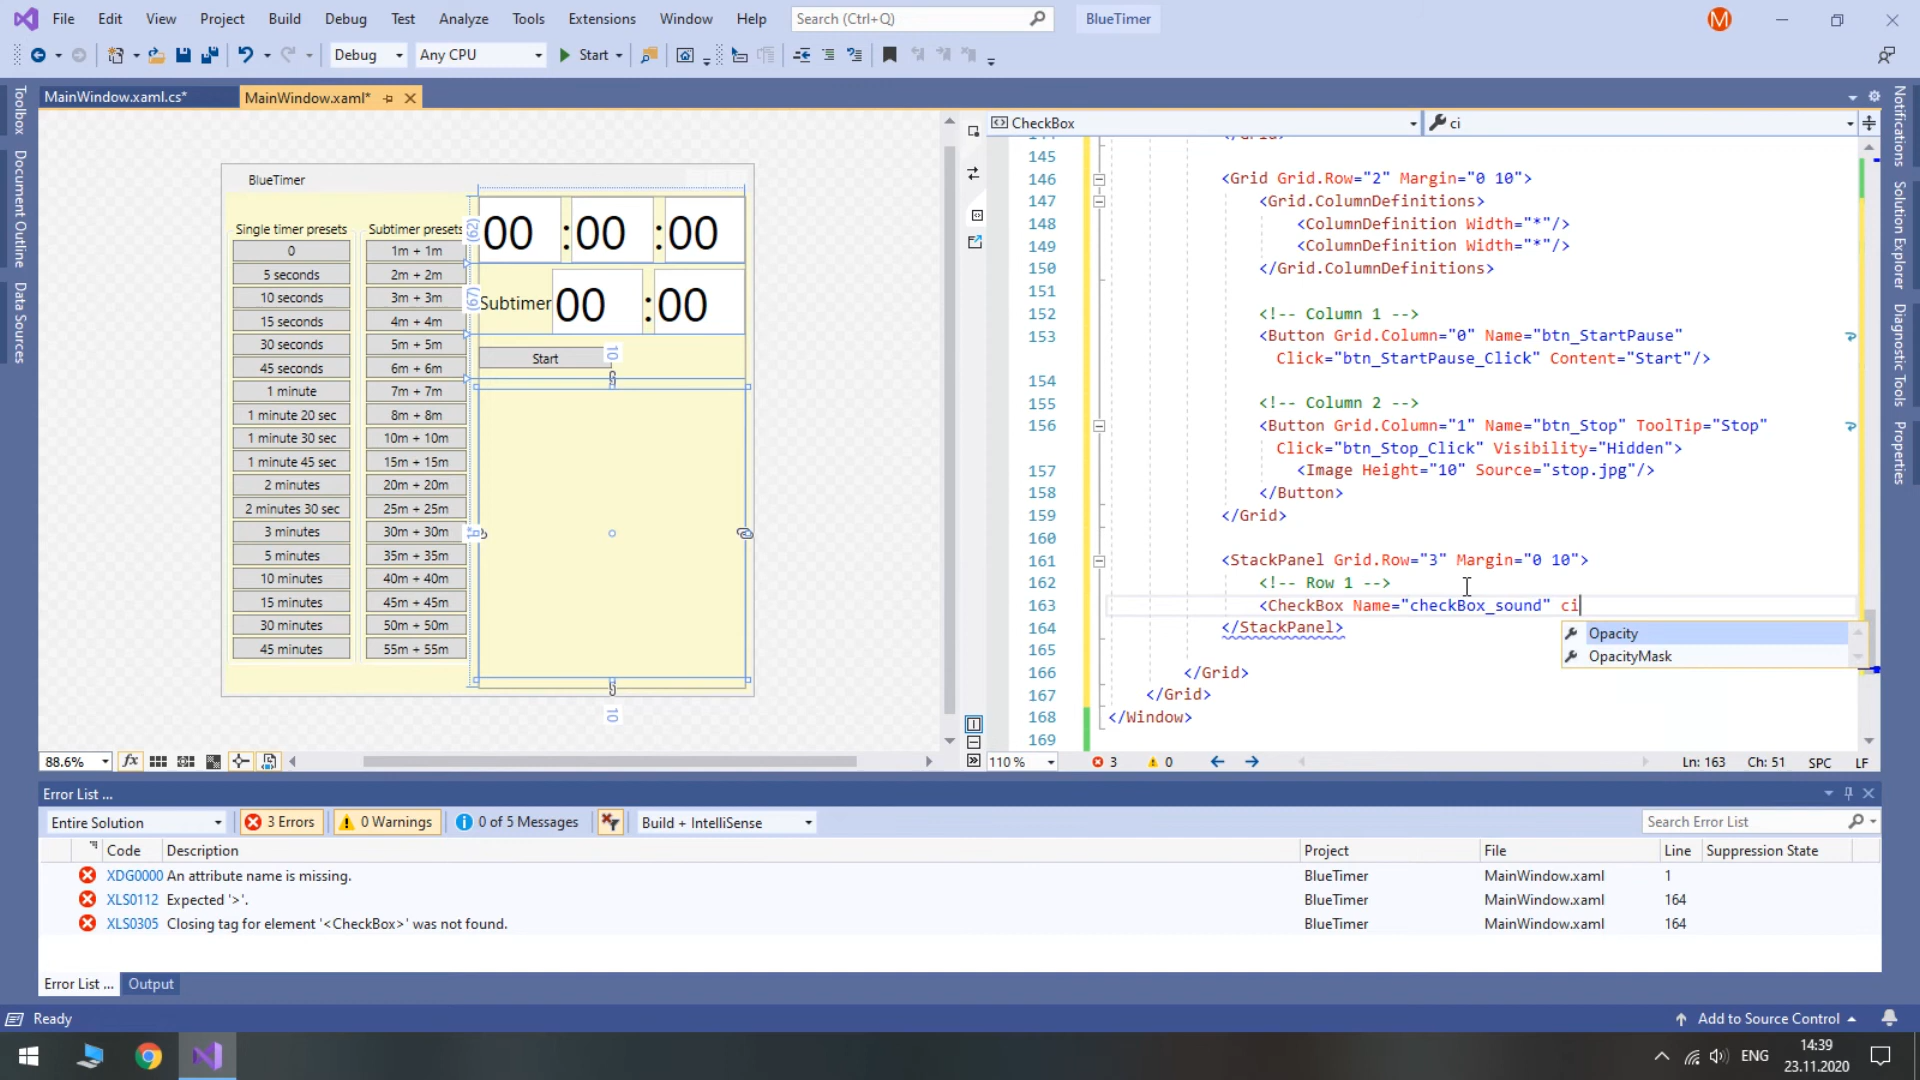 File Edit View Project Build Debug Test Analyze Tools Extensions Window Help Search (Ctrl+Q) BlueTimer M
Debug Any CPU Start
Toolbox
Document Outline
Data Sources
MainWindow.xaml.cs* MainWindow.xaml*
BlueTimer
Single timer presets Subtimer presets
0 1m + 1m
5 seconds 2m + 2m
10 seconds 3m + 3m
15 seconds 4m + 4m
30 seconds 5m + 5m
45 seconds 6m + 6m
1 minute 7m + 7m
1 minute 20 sec 8m + 8m
1 minute 30 sec 10m + 10m
1 minute 45 sec 15m + 15m
2 minutes 20m + 20m
2 minutes 30 sec 25m + 25m
3 minutes 30m + 30m
5 minutes 35m + 35m
10 minutes 40m + 40m
15 minutes 45m + 45m
30 minutes 50m + 50m
45 minutes 55m + 55m
00 :00 :00
Subtimer 00 :00
(62)
(67)
Start
10
10
88.6% fx
CheckBox ci
145
146 <Grid Grid.Row="2" Margin="0 10">
147 <Grid.ColumnDefinitions>
148 <ColumnDefinition Width="*"/>
149 <ColumnDefinition Width="*"/>
150 </Grid.ColumnDefinitions>
151
152 <!-- Column 1 -->
153 <Button Grid.Column="0" Name="btn_StartPause"
Click="btn_StartPause_Click" Content="Start"/>
154
155 <!-- Column 2 -->
156 <Button Grid.Column="1" Name="btn_Stop" ToolTip="Stop"
Click="btn_Stop_Click" Visibility="Hidden">
157 <Image Height="10" Source="stop.jpg"/>
158 </Button>
159 </Grid>
160
161 <StackPanel Grid.Row="3" Margin="0 10">
162 <!-- Row 1 -->
163 <CheckBox Name="checkBox_sound" ci
164 </StackPanel>
165
166 </Grid>
167 </Grid>
168 </Window>
169
Opacity
OpacityMask
110 % 3 0 Ln: 163 Ch: 51 SPC LF
Notifications
Solution Explorer
Diagnostic Tools
Properties
Error List ...
Entire Solution 3 Errors 0 Warnings 0 of 5 Messages Build + IntelliSense Search Error List
Code Description Project File Line Suppression State
XDG0000 An attribute name is missing. BlueTimer MainWindow.xaml 1
XLS0112 Expected '>'. BlueTimer MainWindow.xaml 164
XLS0305 Closing tag for element '<CheckBox>' was not found. BlueTimer MainWindow.xaml 164
Error List ... Output
Ready Add to Source Control
ENG 14:39
23.11.2020